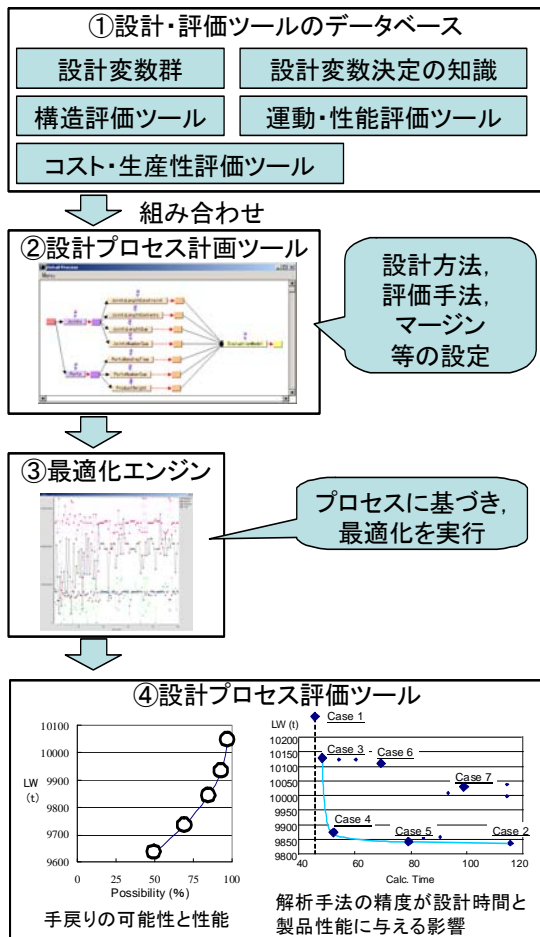 ①設計・評価ツールのデータベース
設計変数群
設計変数決定の知識
構造評価ツール
運動・性能評価ツール
コスト・生産性評価ツール
組み合わせ
②設計プロセス計画ツール
設計方法,
評価手法,
マージン
等の設定
③最適化エンジン
プロセスに基づき,
最適化を実行
④設計プロセス評価ツール
10100
10000
LW
(t)
9900
9800
9700
9600
0 25 50 75 100
Possibility (%)
手戻りの可能性と性能
LW (t)
Case 1
10200
10150
10100
10050
10000
9950
9900
9850
9800
Case 3
Case 6
Case 7
Case 4
Case 5
Case 2
40 60 80 100 120
Calc. Time
解析手法の精度が設計時間と
製品性能に与える影響